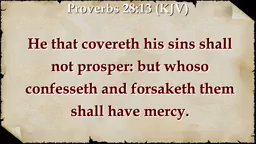 Proverbs 28:13 (KJV)
He that covereth his sins shall
not prosper: but whoso
confesseth and forsaketh them
shall have mercy.